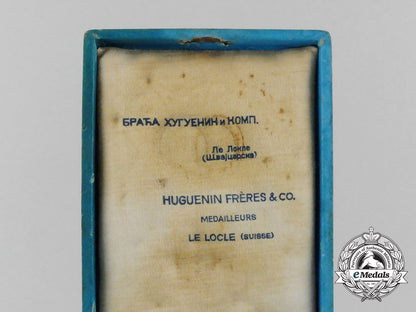 БРАЋА ХУГУЕНИН и КОМП.
Ле Локле
(Швајцарска)
HUGUENIN FRÈRES & CO.
MEDAILLEURS
LE LOCLE (SUISSE)
eMedals